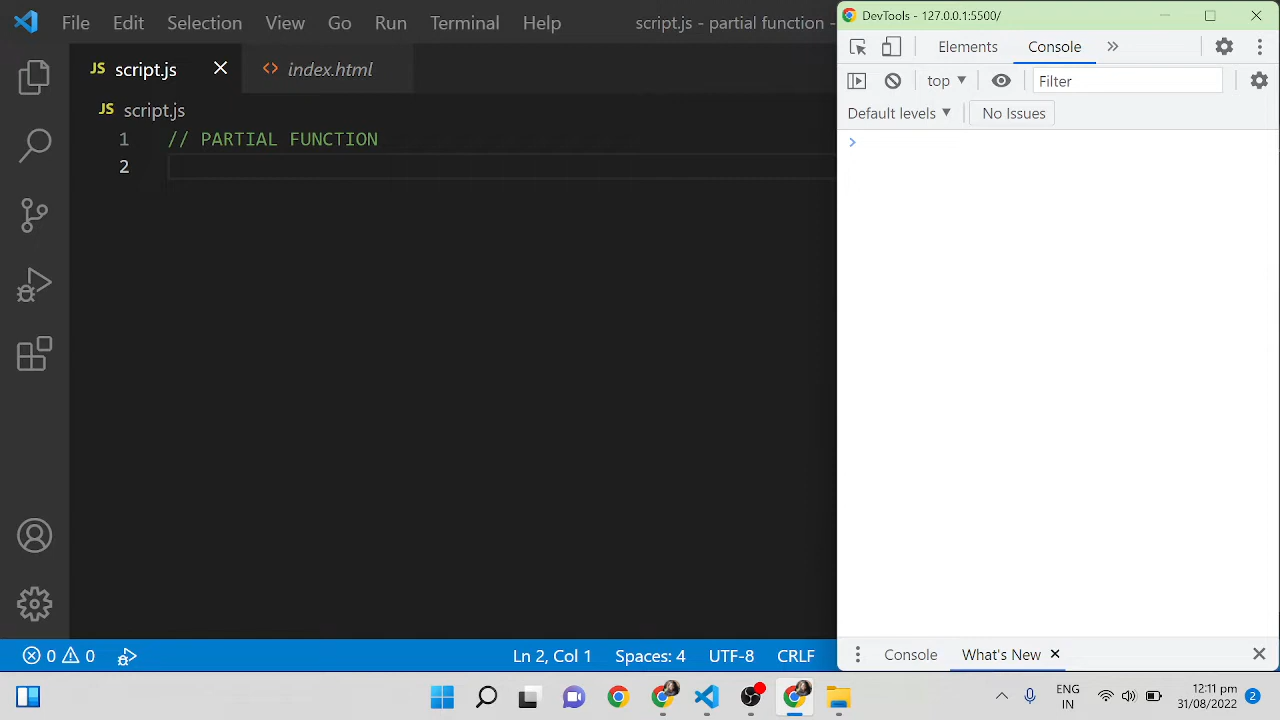 File Edit Selection View Go Run Terminal Help script.js - partial function -
JS script.js index.html
JS script.js
1 // PARTIAL FUNCTION
2
0 0 Ln 2, Col 1 Spaces: 4 UTF-8 CRLF
DevTools - 127.0.0.1:5500/
Elements Console
top Filter
Default levels No Issues
Console What's New
ENG
IN
12:11 pm
31/08/2022
2